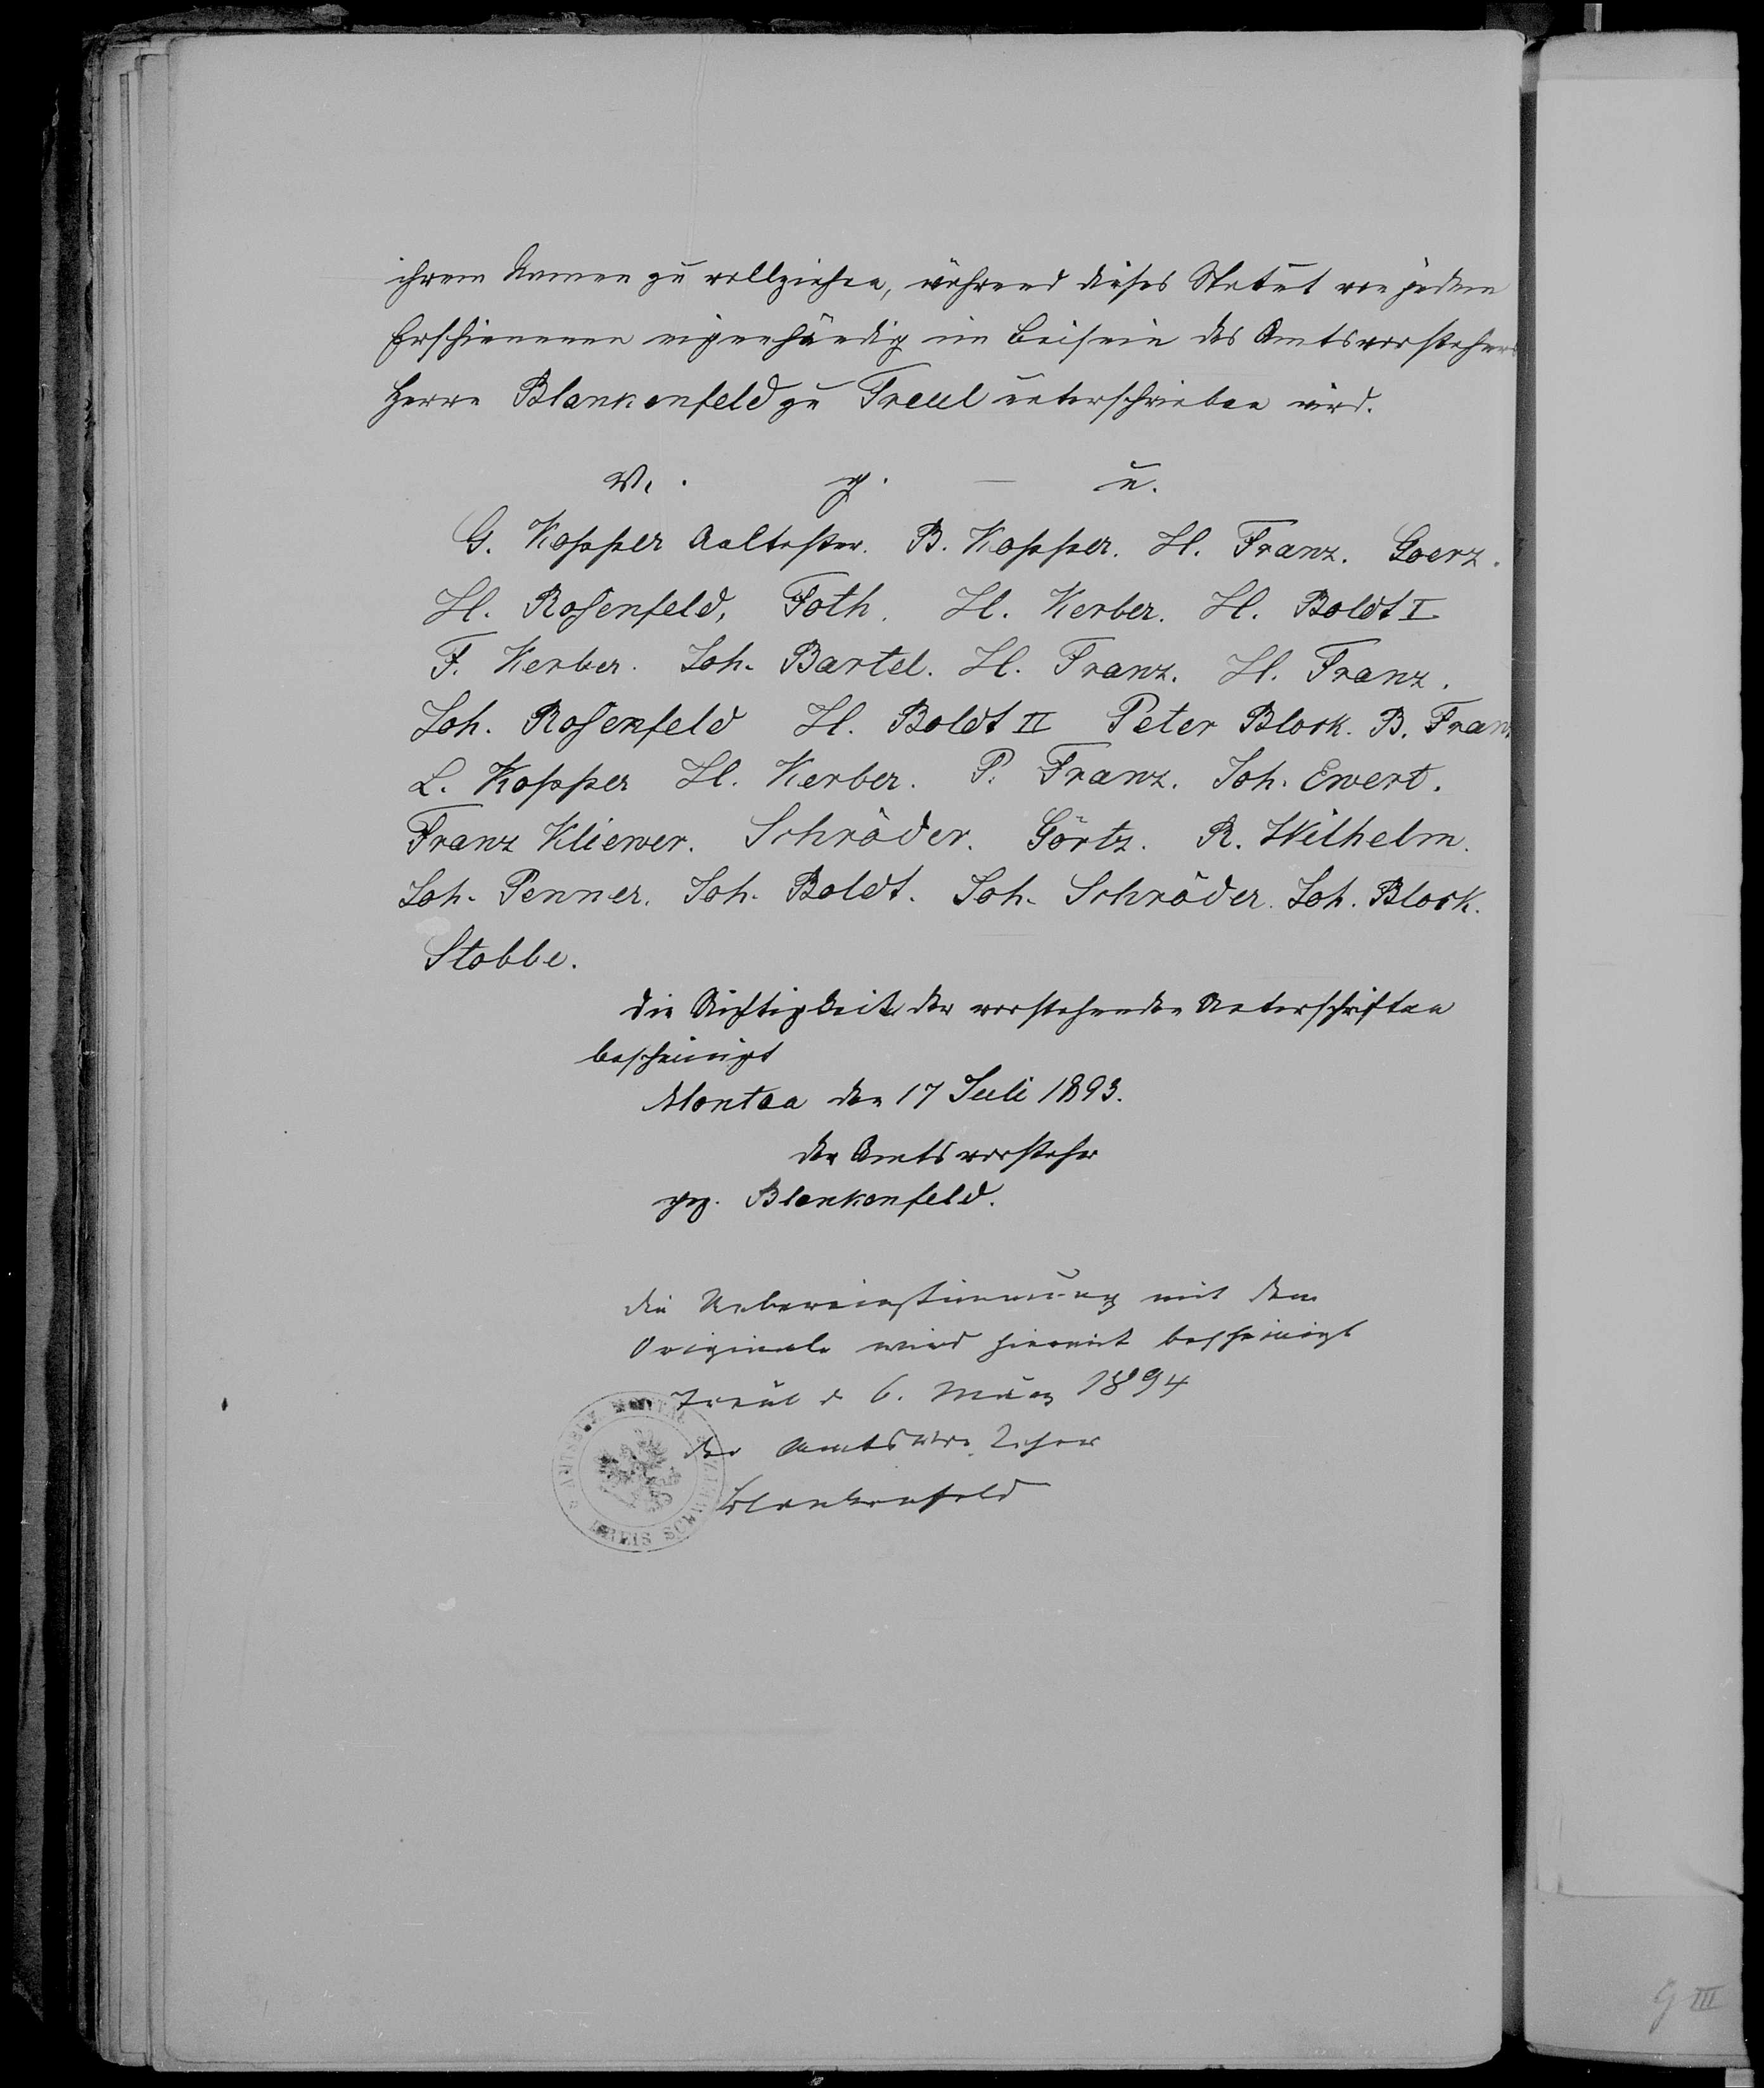 ihrem Namen zu vollziehen, während dieses Statut von jedem
Erschienenen eigenhändig im Beisein des Amtsvorstehers
Herrn Blankenfeld zu Treul unterschrieben wird.
v. g. u.
G. Kopper Aeltester. B. Kopper. H. Franz. Goerz.
H. Rosenfeld, Foth. H. Kerber. H. Boldt I
F. Kerber. Joh. Bartel. H. Franz. H. Franz.
Joh. Rosenfeld H. Boldt II Peter Block. B. Franz
L. Kopper H. Kerber. P. Franz. Joh. Ewert.
Franz Kliewer. Schröder. Görtz. R. Wilhelm.
Joh. Penner. Joh. Boldt. Joh. Schröder. Joh. Block.
Stobbe.
Die Richtigkeit der vorstehenden Unterschriften
bescheinigt
Montau den 17 Juli 1893.
der Amtsvorsteher
gez. Blankenfeld.
Die Uebereinstimmung mit dem
Originale wird hiermit bescheinigt
Treul d 6. März 1894
der Amtsvorsteher
Blankenfeld
KREIS
g III